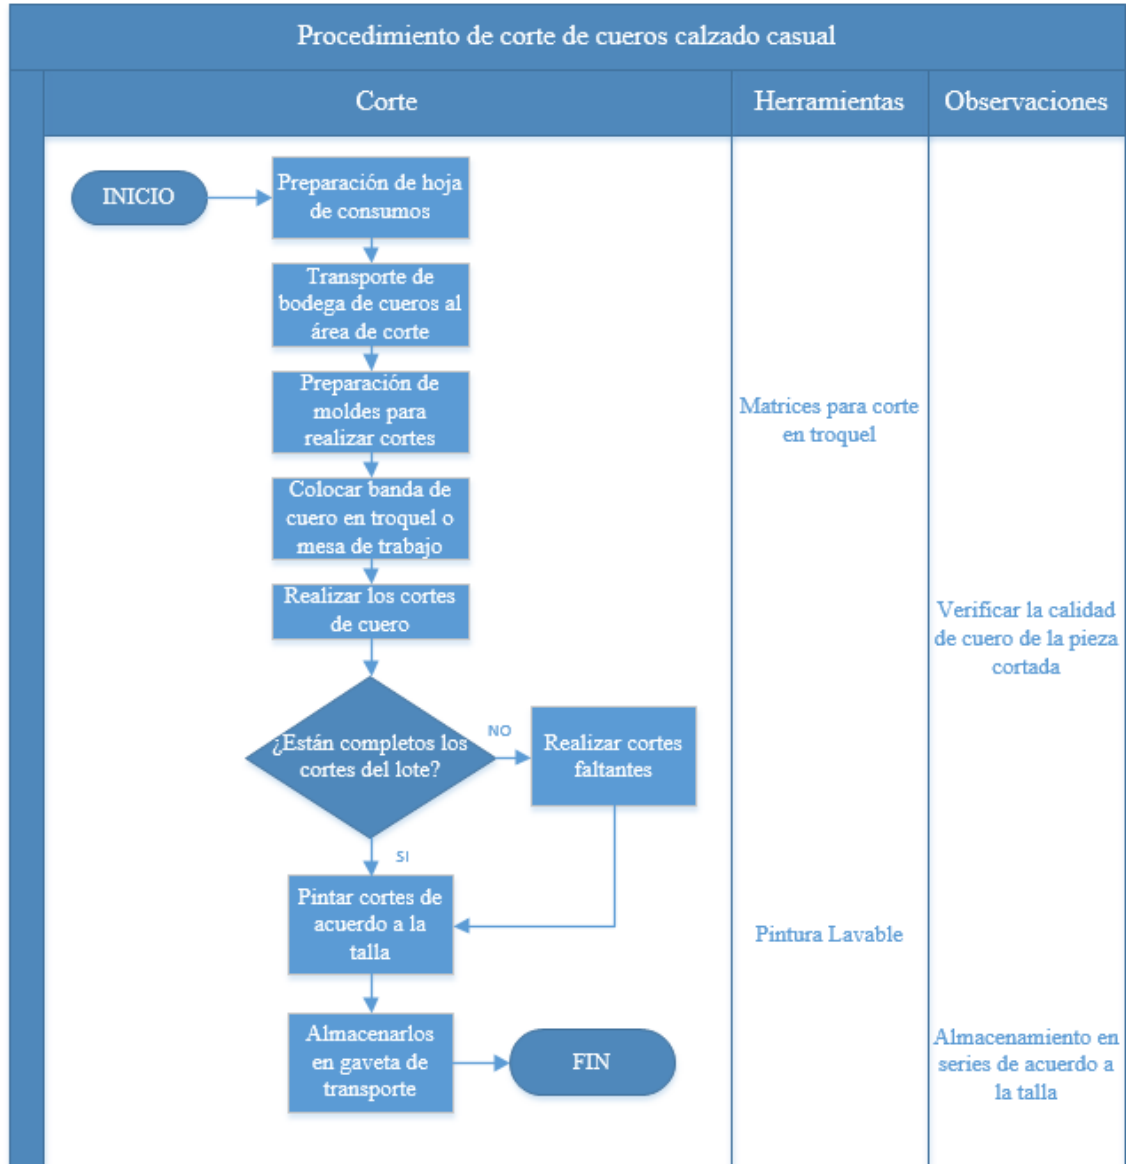 Procedimiento de corte de cueros calzado casual
Corte
Herramientas
Observaciones
INICIO
Preparación de hoja
de consumos
Transporte de
bodega de cueros al
área de corte
Preparación de
moldes para
realizar cortes
Matrices para corte
en troquel
Colocar banda de
cuero en troquel o
mesa de trabajo
Realizar los cortes
de cuero
Verificar la calidad
de cuero de la pieza
cortada
¿Están completos los
cortes del lote?
NO
Realizar cortes
faltantes
SI
Pintar cortes de
acuerdo a la
talla
Pintura Lavable
Almacenarlos
en gaveta de
transporte
FIN
Almacenamiento en
series de acuerdo a
la talla